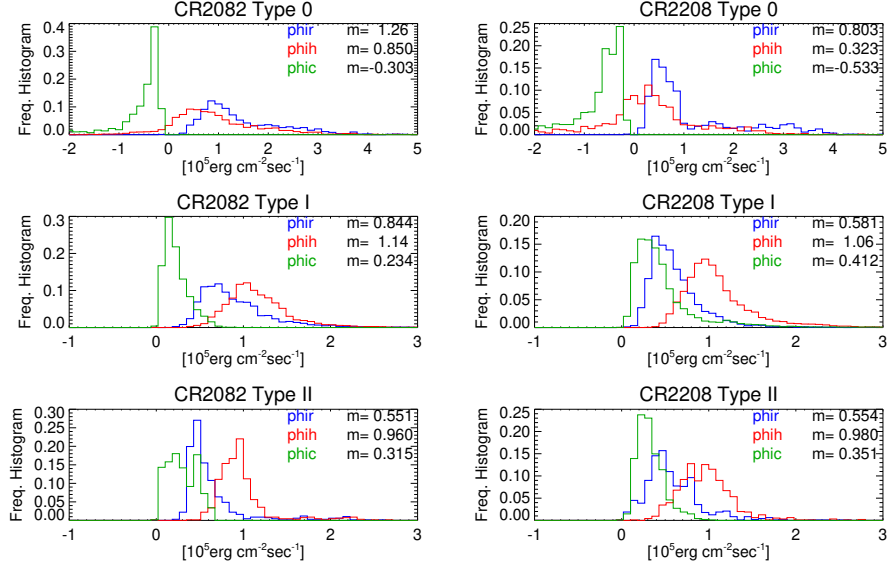 CR2082 Type 0
Freq. Histogram
0.4
0.3
0.2
0.1
0.0
phir m= 1.26
phih m= 0.850
phic m=-0.303
-2 -1 0 1 2 3 4 5
[10⁵erg cm⁻²sec⁻¹]
CR2208 Type 0
Freq. Histogram
0.25
0.20
0.15
0.10
0.05
0.00
phir m= 0.803
phih m= 0.323
phic m=-0.533
-2 -1 0 1 2 3 4 5
[10⁵erg cm⁻²sec⁻¹]
CR2082 Type I
Freq. Histogram
0.3
0.2
0.1
0.0
phir m= 0.844
phih m= 1.14
phic m= 0.234
-1 0 1 2 3
[10⁵erg cm⁻²sec⁻¹]
CR2208 Type I
Freq. Histogram
0.20
0.15
0.10
0.05
0.00
phir m= 0.581
phih m= 1.06
phic m= 0.412
-1 0 1 2 3
[10⁵erg cm⁻²sec⁻¹]
CR2082 Type II
Freq. Histogram
0.30
0.25
0.20
0.15
0.10
0.05
0.00
phir m= 0.551
phih m= 0.960
phic m= 0.315
-1 0 1 2 3
[10⁵erg cm⁻²sec⁻¹]
CR2208 Type II
Freq. Histogram
0.25
0.20
0.15
0.10
0.05
0.00
phir m= 0.554
phih m= 0.980
phic m= 0.351
-1 0 1 2 3
[10⁵erg cm⁻²sec⁻¹]